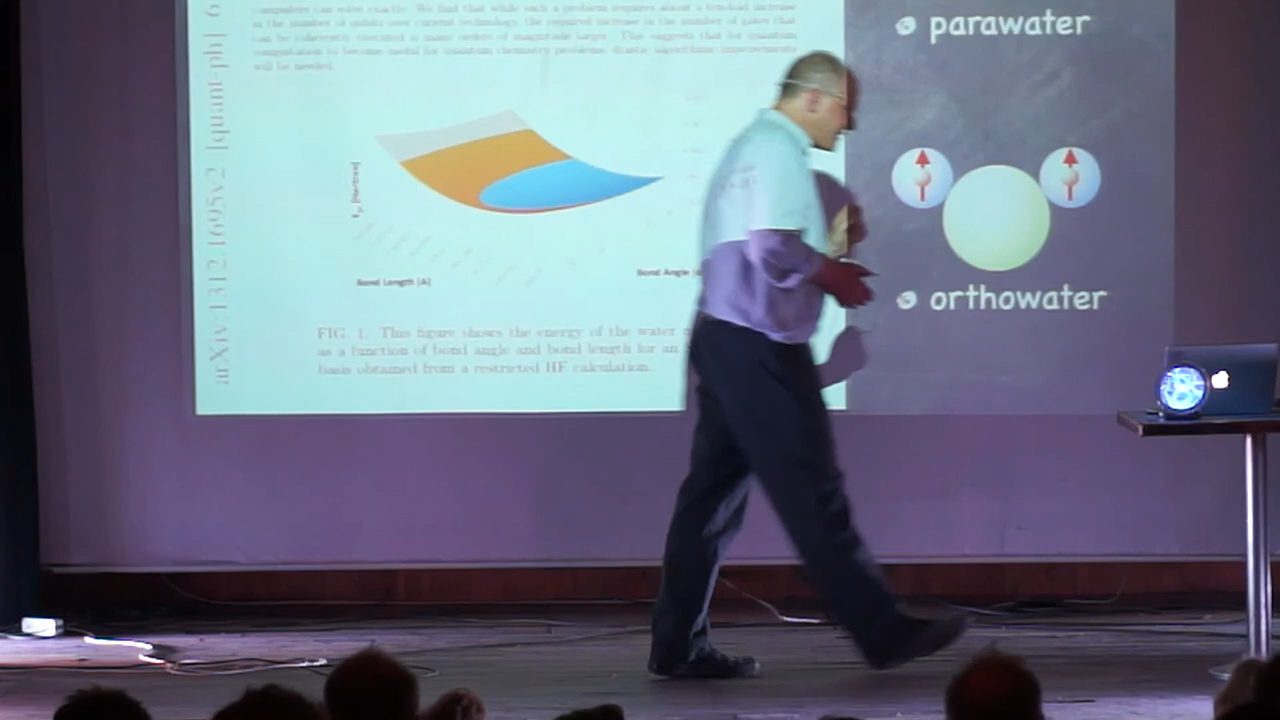 computers can solve exactly. We find that while such a problem requires about a ten-fold increase
in the number of qubits over current technology, the required increase in the number of gates that
can be coherently executed is many orders of magnitude larger. This suggests that for quantum
computation to become useful for quantum chemistry problems, drastic algorithmic improvements
will be needed.
arXiv:1312.1695v2 [quant-ph] 6
Bond Length [A]
Bond Angle
FIG. 1. This figure shows the energy of the water
as a function of bond angle and bond length for an
basis obtained from a restricted HF calculation.
parawater
orthowater